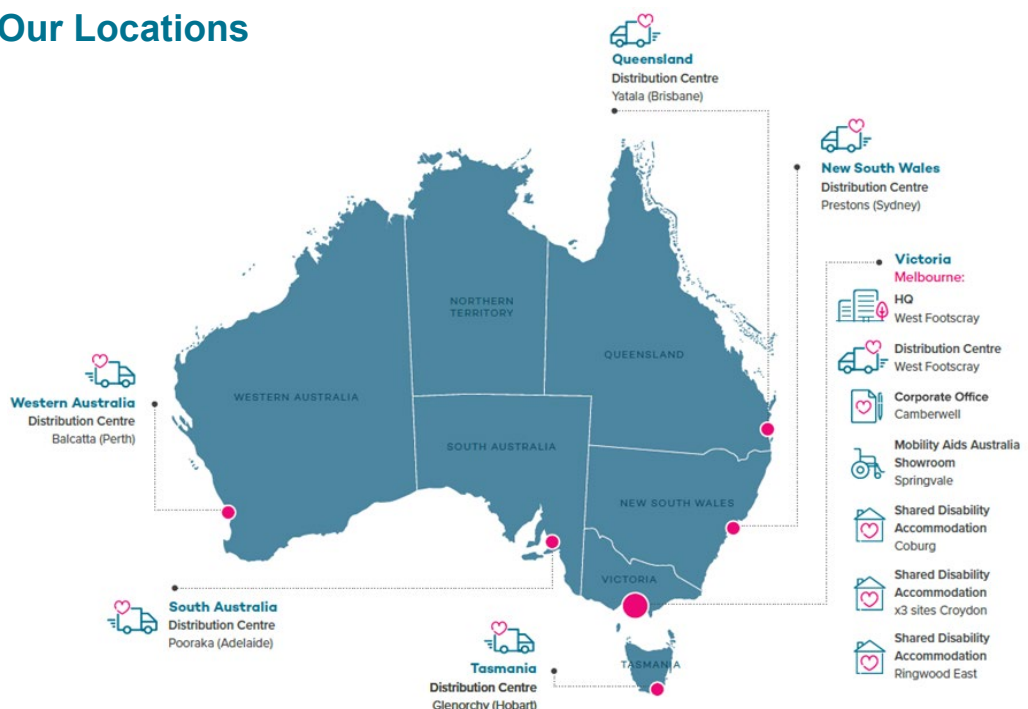 Our Locations
Queensland
Distribution Centre
Yatala (Brisbane)
New South Wales
Distribution Centre
Prestons (Sydney)
Victoria
Melbourne:
HQ
West Footscray
Distribution Centre
West Footscray
Corporate Office
Camberwell
Mobility Aids Australia
Showroom
Springvale
Shared Disability
Accommodation
Coburg
Shared Disability
Accommodation
x3 sites Croydon
Shared Disability
Accommodation
Ringwood East
NORTHERN
TERRITORY
QUEENSLAND
WESTERN AUSTRALIA
SOUTH AUSTRALIA
NEW SOUTH WALES
VICTORIA
TASMANIA
Western Australia
Distribution Centre
Balcatta (Perth)
South Australia
Distribution Centre
Pooraka (Adelaide)
Tasmania
Distribution Centre
Glenorchy (Hobart)